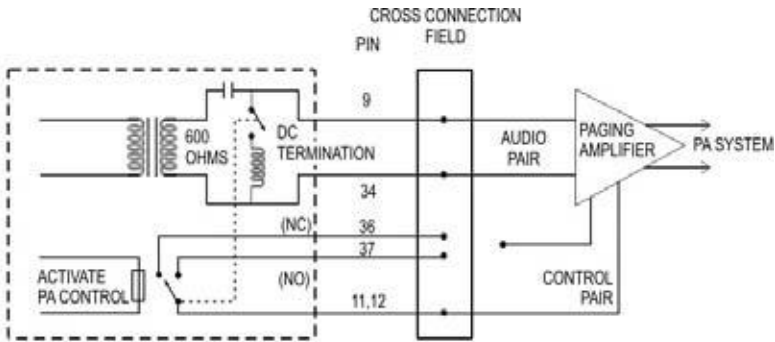 CROSS CONNECTION
FIELD
PIN
9
600
OHMS
DC
TERMINATION
AUDIO
PAIR
PAGING
AMPLIFIER
PA SYSTEM
34
(NC)
36
37
ACTIVATE
PA CONTROL
(NO)
11,12
CONTROL
PAIR